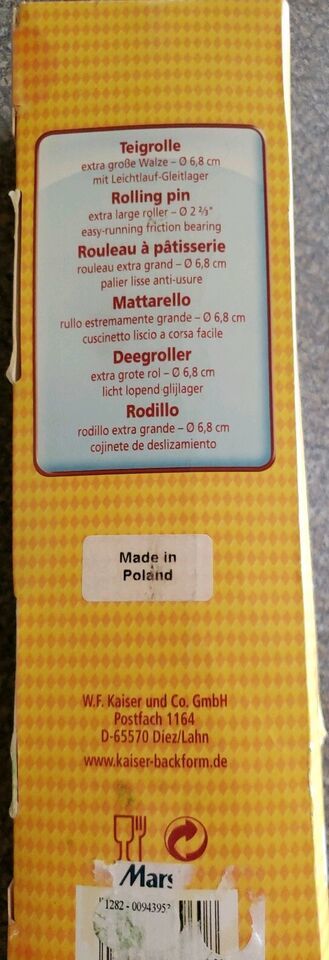 Teigrolle
extra große Walze – Ø 6,8 cm
mit Leichtlauf-Gleitlager
Rolling pin
extra large roller – Ø 2 ⅔"
easy-running friction bearing
Rouleau à pâtisserie
rouleau extra grand – Ø 6,8 cm
palier lisse anti-usure
Mattarello
rullo estremamente grande – Ø 6,8 cm
cuscinetto liscio a corsa facile
Deegroller
extra grote rol – Ø 6,8 cm
licht lopend glijlager
Rodillo
rodillo extra grande – Ø 6,8 cm
cojinete de deslizamiento
Made in
Poland
W.F. Kaiser und Co. GmbH
Postfach 1164
D-65570 Diez/Lahn
www.kaiser-backform.de
Mars
1282 - 0094395